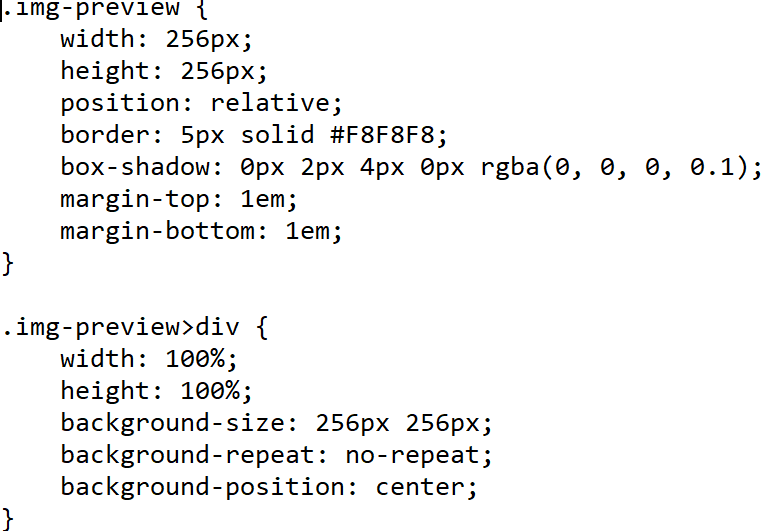 .img-preview {
    width: 256px;
    height: 256px;
    position: relative;
    border: 5px solid #F8F8F8;
    box-shadow: 0px 2px 4px 0px rgba(0, 0, 0, 0.1);
    margin-top: 1em;
    margin-bottom: 1em;
}

.img-preview>div {
    width: 100%;
    height: 100%;
    background-size: 256px 256px;
    background-repeat: no-repeat;
    background-position: center;
}